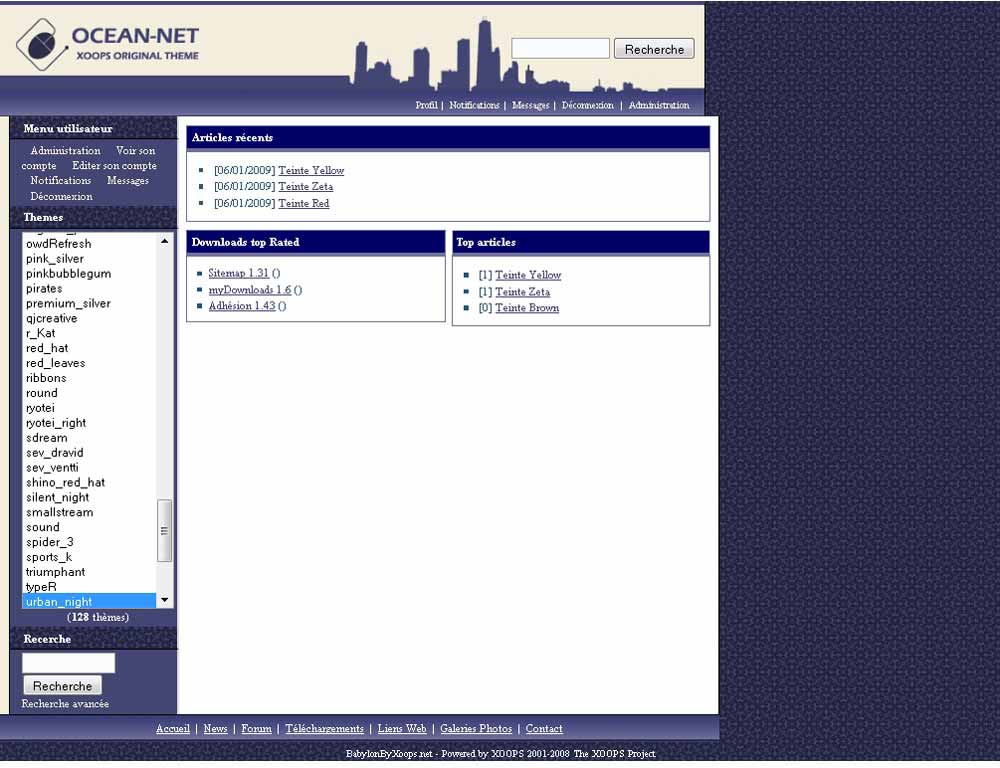 OCEAN-NET
XOOPS ORIGINAL THEME
Recherche
Profil | Notifications | Messages | Déconnexion | Administration
Menu utilisateur
Administration Voir son
compte Editer son compte
Notifications Messages
Déconnexion
Themes
owdRefresh
pink_silver
pinkbubblegum
pirates
premium_silver
qjcreative
r_Kat
red_hat
red_leaves
ribbons
round
ryotei
ryotei_right
sdream
sev_dravid
sev_ventti
shino_red_hat
silent_night
smallstream
sound
spider_3
sports_k
triumphant
typeR
urban_night
(128 thèmes)
Recerche
Recherche
Recherche avancée
Articles récents
[06/01/2009] Teinte Yellow
[06/01/2009] Teinte Zeta
[06/01/2009] Teinte Red
Downloads top Rated
Sitemap 1.31 ()
myDownloads 1.6 ()
Adhésion 1.43 ()
Top articles
[1] Teinte Yellow
[1] Teinte Zeta
[0] Teinte Brown
Accueil | News | Forum | Téléchargements | Liens Web | Galeries Photos | Contact
BabylonByXoops.net - Powered by XOOPS 2001-2008 The XOOPS Project